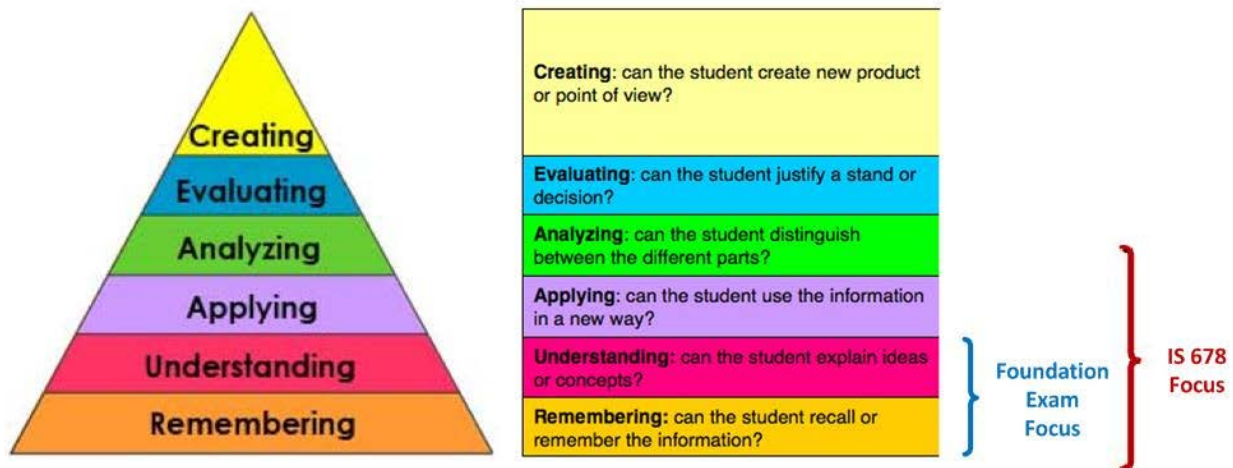 Creating
Evaluating
Analyzing
Applying
Understanding
Remembering
Creating: can the student create new product
or point of view?
Evaluating: can the student justify a stand or
decision?
Analyzing: can the student distinguish
between the different parts?
Applying: can the student use the information
in a new way?
Understanding: can the student explain ideas
or concepts?
Remembering: can the student recall or
remember the information?
Foundation
Exam
Focus
IS 678
Focus